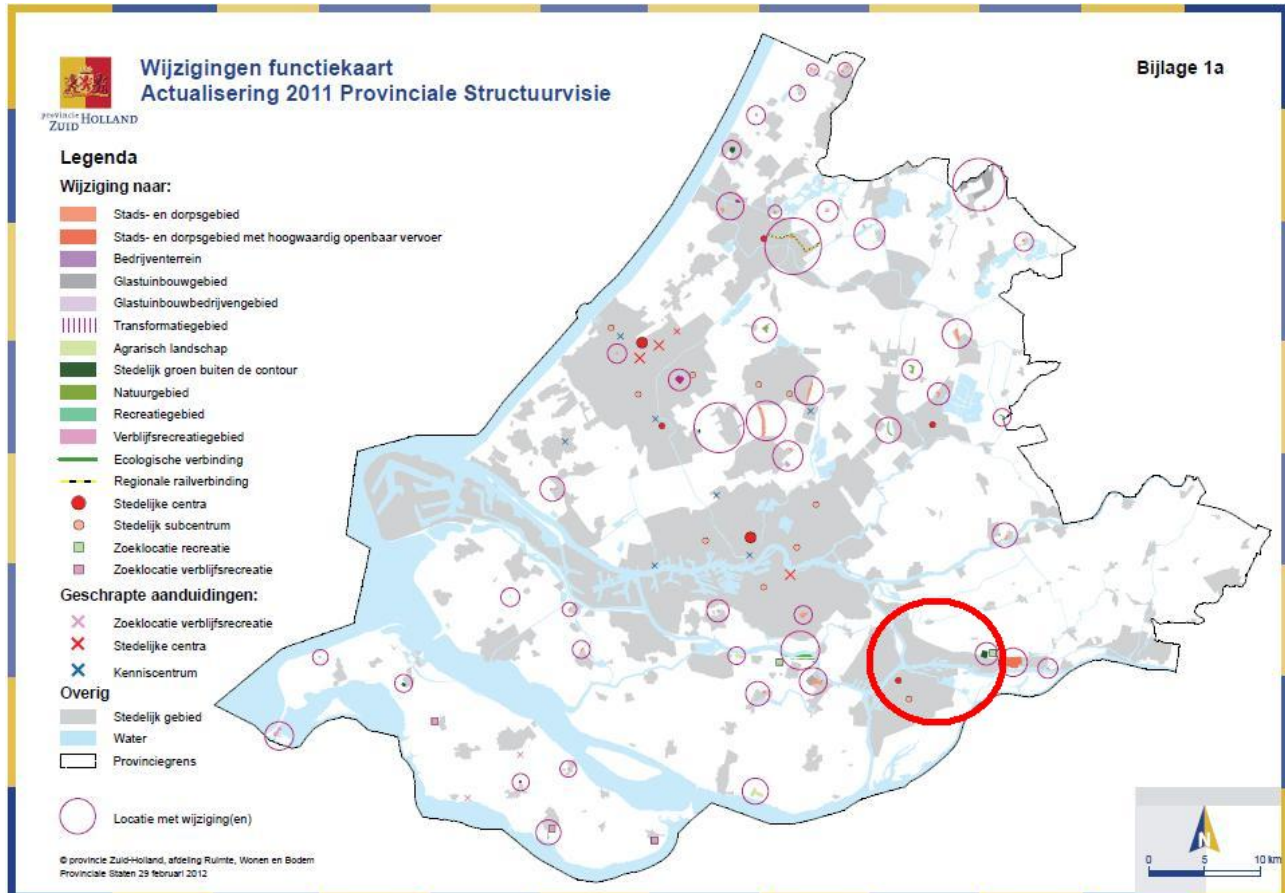 Wijzigingen functiekaart
Actualisering 2011 Provinciale Structuurvisie
Bijlage 1a
provincie
ZUID HOLLAND
Legenda
Wijziging naar:
Stads- en dorpsgebied
Stads- en dorpsgebied met hoogwaardig openbaar vervoer
Bedrijventerrein
Glastuinbouwgebied
Glastuinbouwbedrijvengebied
Transformatiegebied
Agrarisch landschap
Stedelijk groen buiten de contour
Natuurgebied
Recreatiegebied
Verblijfsrecreatiegebied
Ecologische verbinding
Regionale railverbinding
Stedelijke centra
Stedelijk subcentrum
Zoeklocatie recreatie
Zoeklocatie verblijfsrecreatie
Geschrapte aanduidingen:
Zoeklocatie verblijfsrecreatie
Stedelijke centra
Kenniscentrum
Overig
Stedelijk gebied
Water
Provinciegrens
Locatie met wijziging(en)
© provincie Zuid-Holland, afdeling Ruimte, Wonen en Bodem
Provinciale Staten 29 februari 2012
N
0 5 10 km